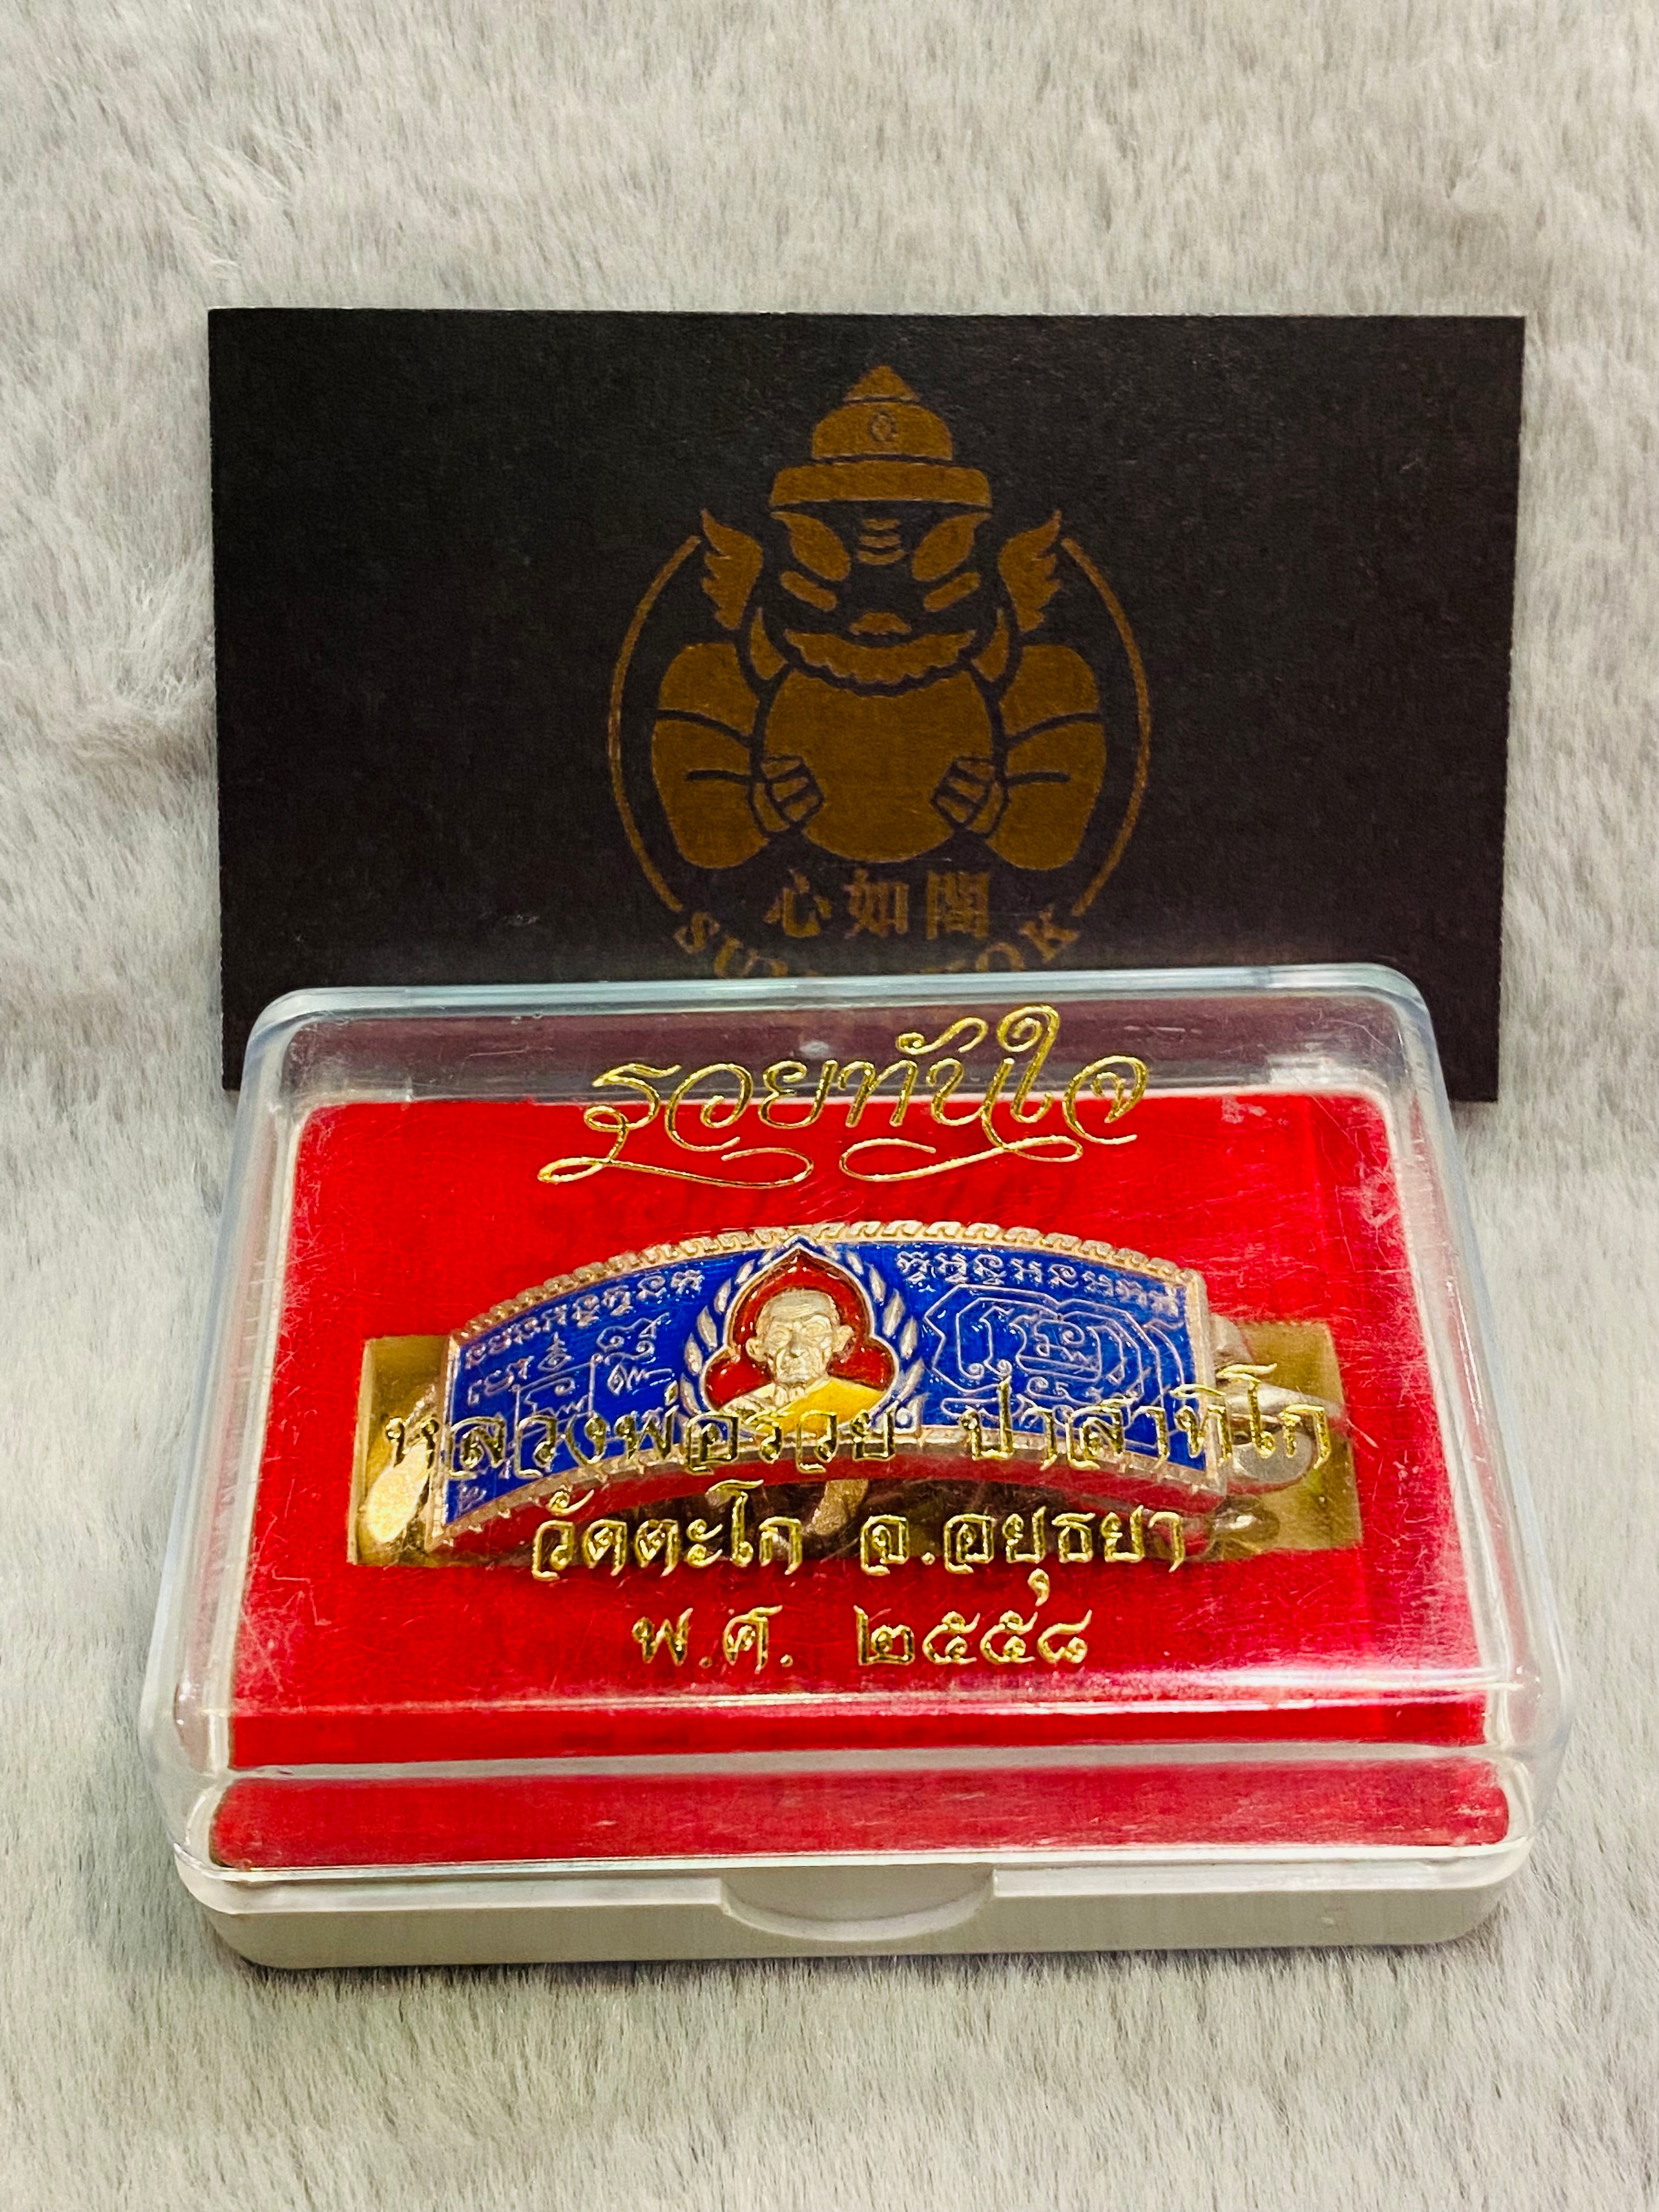 心如閣
รวยทันใจ
หลวงพ่อรวย ปาสาทิโก
วัดตะโก อ.อยุธยา
พ.ศ. ๒๕๕๘